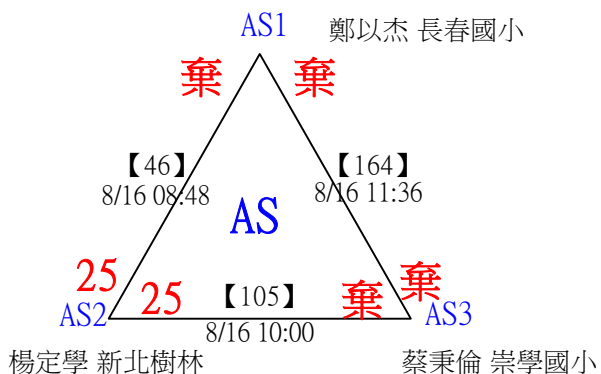 AS1 鄭以杰 長春國小
棄 棄
【46】
8/16 08:48
【164】
8/16 11:36
AS
25 棄
AS2 25 【105】 棄 AS3
8/16 10:00
楊定學 新北樹林 蔡秉倫 崇學國小